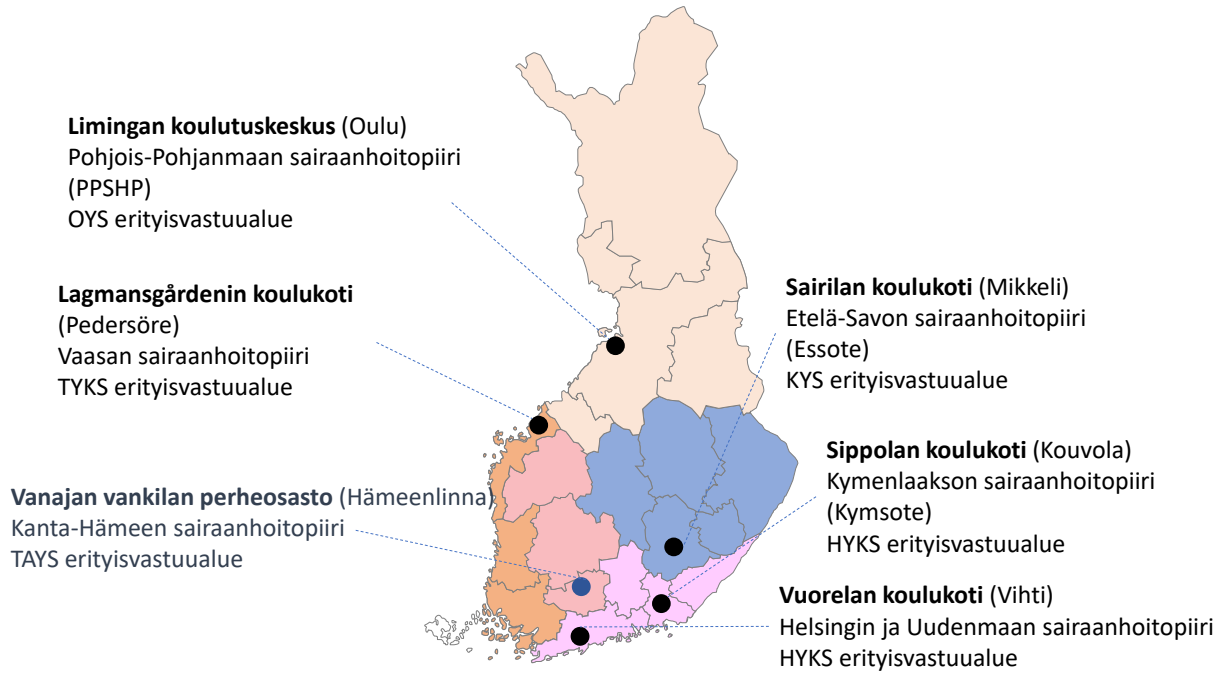 Limingan koulutuskeskus (Oulu)
Pohjois-Pohjanmaan sairaanhoitopiiri
(PPSHP)
OYS erityisvastuualue
Lagmansgårdenin koulukoti
(Pedersöre)
Vaasan sairaanhoitopiiri
TYKS erityisvastuualue
Vanajan vankilan perheosasto (Hämeenlinna)
Kanta-Hämeen sairaanhoitopiiri
TAYS erityisvastuualue
Sairilan koulukoti (Mikkeli)
Etelä-Savon sairaanhoitopiiri
(Essote)
KYS erityisvastuualue
Sippolan koulukoti (Kouvola)
Kymenlaakson sairaanhoitopiiri
(Kymsote)
HYKS erityisvastuualue
Vuorelan koulukoti (Vihti)
Helsingin ja Uudenmaan sairaanhoitopiiri
HYKS erityisvastuualue